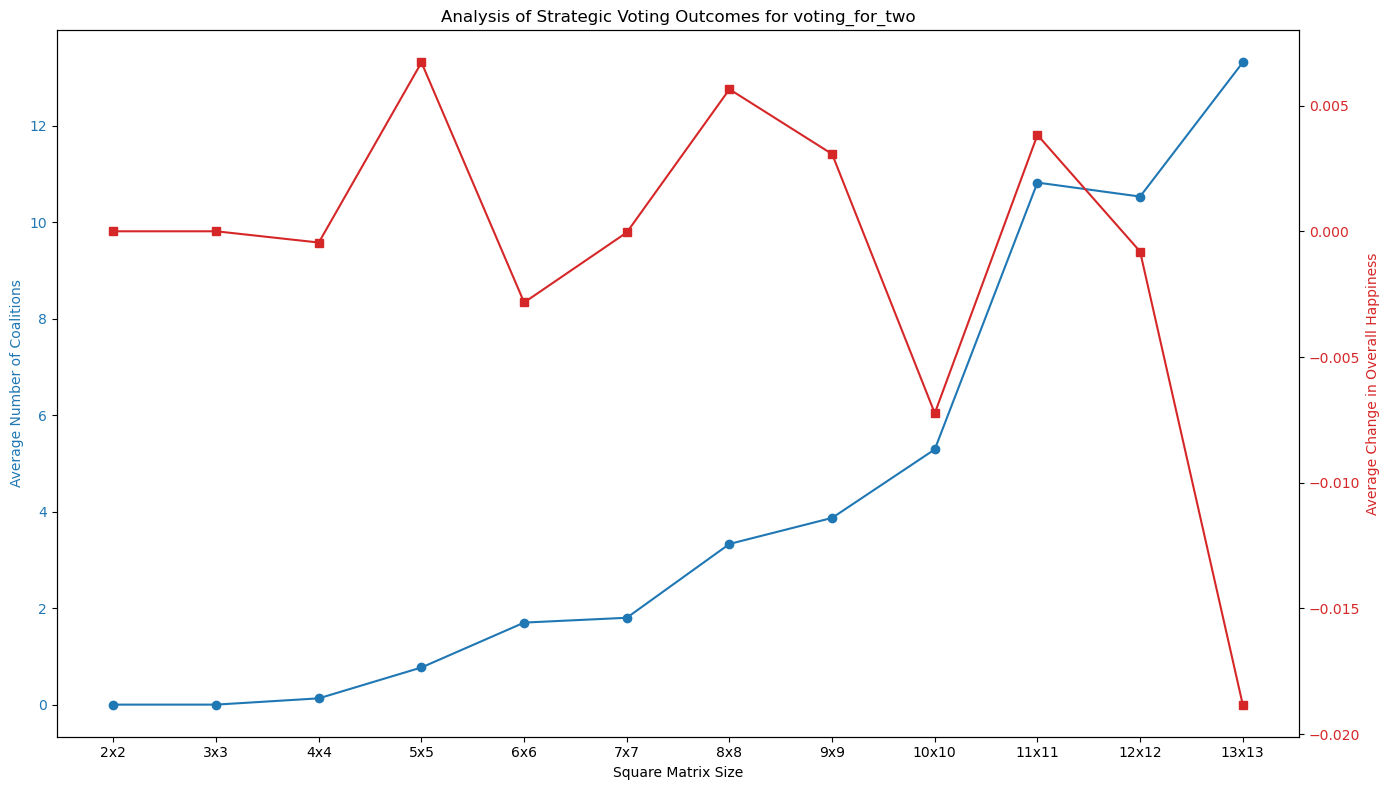 Analysis of Strategic Voting Outcomes for voting_for_two
Average Number of Coalitions
12
10
8
6
4
2
0
0.005
0.000
−0.005
−0.010
−0.015
−0.020
Average Change in Overall Happiness
2x2 3x3 4x4 5x5 6x6 7x7 8x8 9x9 10x10 11x11 12x12 13x13
Square Matrix Size